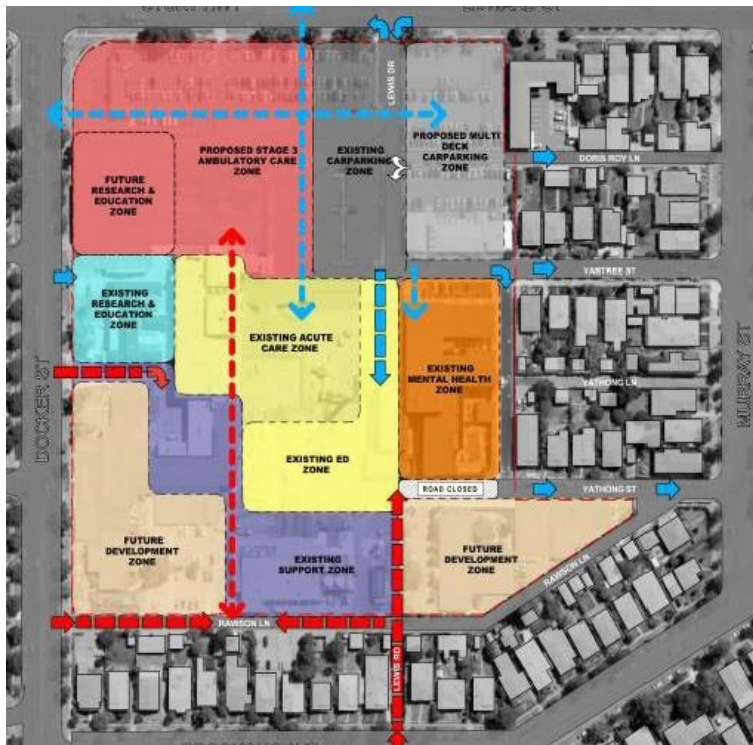 EDWARD ST
LEWIS DR
PROPOSED STAGE 3
AMBULATORY CARE
ZONE
EXISTING
CARPARKING
ZONE
PROPOSED MULTI
DECK
CARPARKING
ZONE
DORIS ROY LN
FUTURE
RESEARCH &
EDUCATION
ZONE
YABTREE ST
EXISTING
RESEARCH &
EDUCATION
ZONE
EXISTING ACUTE
CARE ZONE
EXISTING
MENTAL HEALTH
ZONE
YATHONG LN
DOCKER ST
MURRAY ST
EXISTING ED
ZONE
ROAD CLOSED
YATHONG ST
FUTURE
DEVELOPMENT
ZONE
EXISTING
SUPPORT ZONE
FUTURE
DEVELOPMENT
ZONE
RAWSON LN
RAWSON LN
LEWIS RD